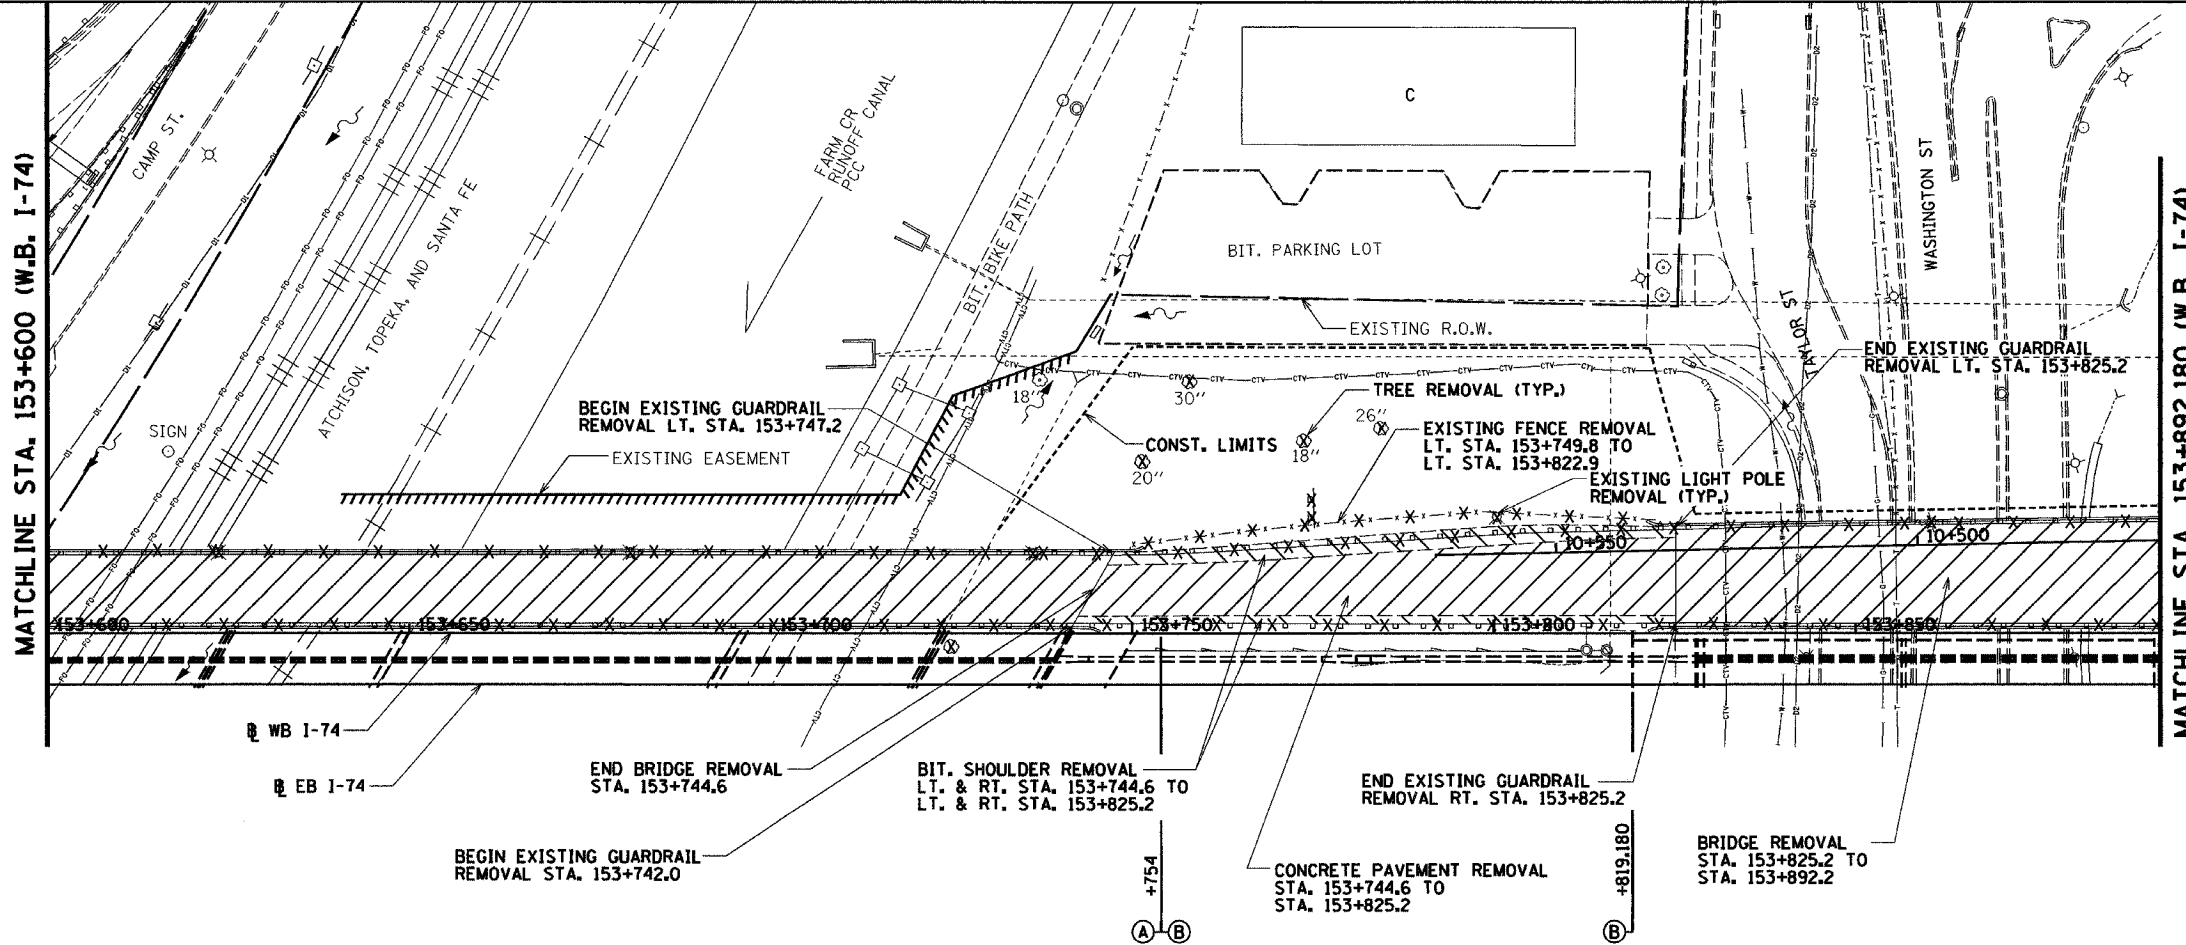 MATCHLINE STA. 153+600 (W.B. I-74)
CAMP ST.
SIGN
ATCHISON, TOPEKA, AND SANTA FE
FARM CR
RUNOFF CANAL
PCC
BIT. BIKE PATH
C
BIT. PARKING LOT
EXISTING R.O.W.
WASHINGTON ST
TAYLOR ST
END EXISTING GUARDRAIL
REMOVAL LT. STA. 153+825.2
BEGIN EXISTING GUARDRAIL
REMOVAL LT. STA. 153+747.2
EXISTING EASEMENT
18"
30"
TREE REMOVAL (TYP.)
26"
CONST. LIMITS
20"
18"
EXISTING FENCE REMOVAL
LT. STA. 153+749.8 TO
LT. STA. 153+822.9
EXISTING LIGHT POLE
REMOVAL (TYP.)
10+550
10+500
153+600
153+650
153+700
153+750
153+800
153+850
MATCHLINE STA. 153+892.180 (W.B. I-74)
WB I-74
EB I-74
END BRIDGE REMOVAL
STA. 153+744.6
BIT. SHOULDER REMOVAL
LT. & RT. STA. 153+744.6 TO
LT. & RT. STA. 153+825.2
END EXISTING GUARDRAIL
REMOVAL RT. STA. 153+825.2
BEGIN EXISTING GUARDRAIL
REMOVAL STA. 153+742.0
+754
CONCRETE PAVEMENT REMOVAL
STA. 153+744.6 TO
STA. 153+825.2
+819.180
BRIDGE REMOVAL
STA. 153+825.2 TO
STA. 153+892.2
A B
B